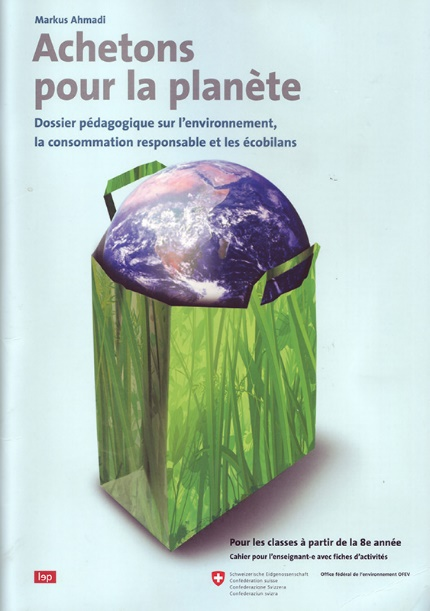 Markus Ahmadi
Achetons
pour la planète
Dossier pédagogique sur l'environnement,
la consommation responsable et les écobilans
Pour les classes à partir de la 8e année
Cahier pour l'enseignant-e avec fiches d'activités
lep
Schweizerische Eidgenossenschaft
Confédération suisse
Confederazione Svizzera
Confederaziun svizra
Office fédéral de l'environnement OFEV